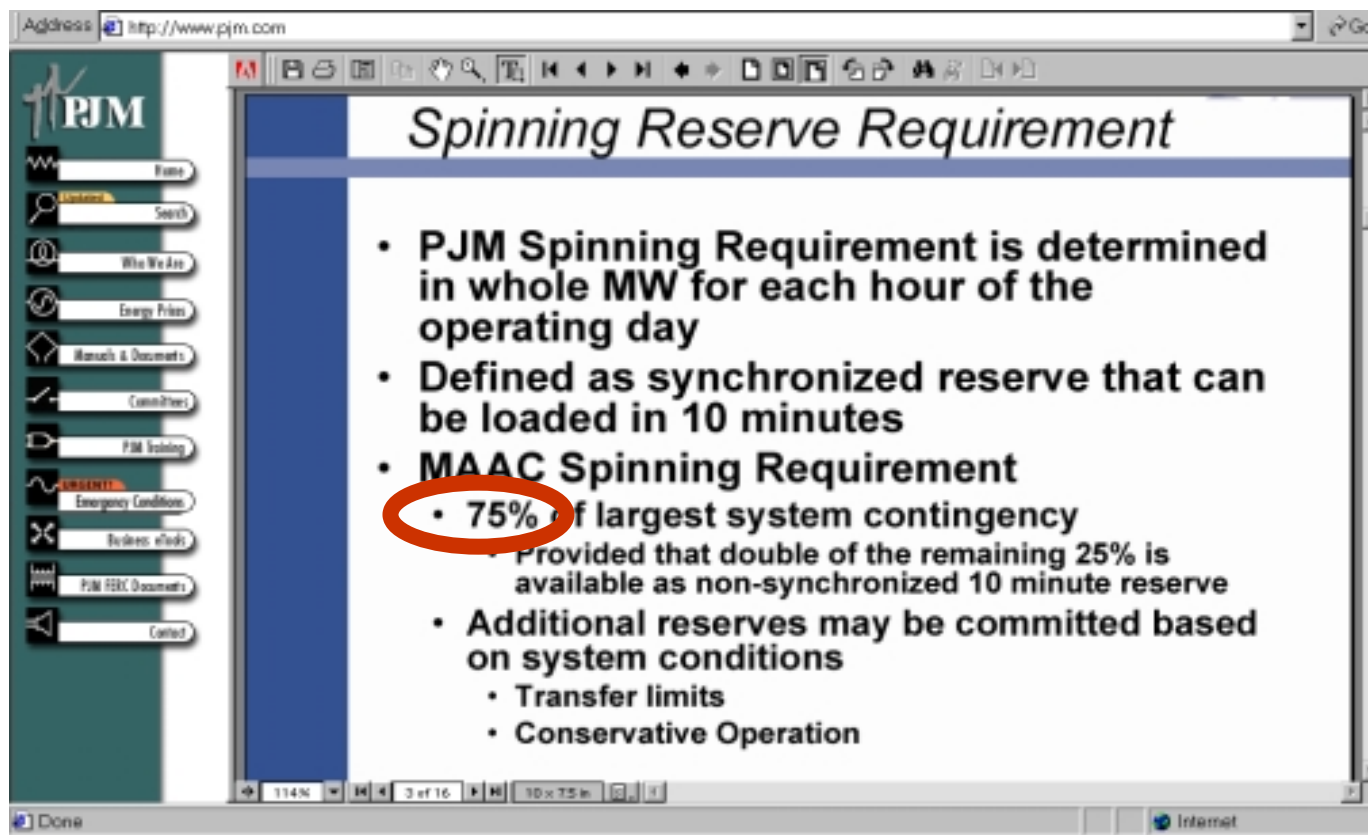 Address http://www.pjm.com Go
PJM
Home
Updated
Search
Who We Are
Energy Prices
Manuals & Documents
Committees
PJM Training
URGENT!
Emergency Conditions
Business eTools
PJM FERC Documents
Contact
Spinning Reserve Requirement
• PJM Spinning Requirement is determined
in whole MW for each hour of the
operating day
• Defined as synchronized reserve that can
be loaded in 10 minutes
• MAAC Spinning Requirement
• 75% of largest system contingency
• Provided that double of the remaining 25% is
available as non-synchronized 10 minute reserve
• Additional reserves may be committed based
on system conditions
• Transfer limits
• Conservative Operation
114% 3 of 16 10 x 7.5 in
Done Internet